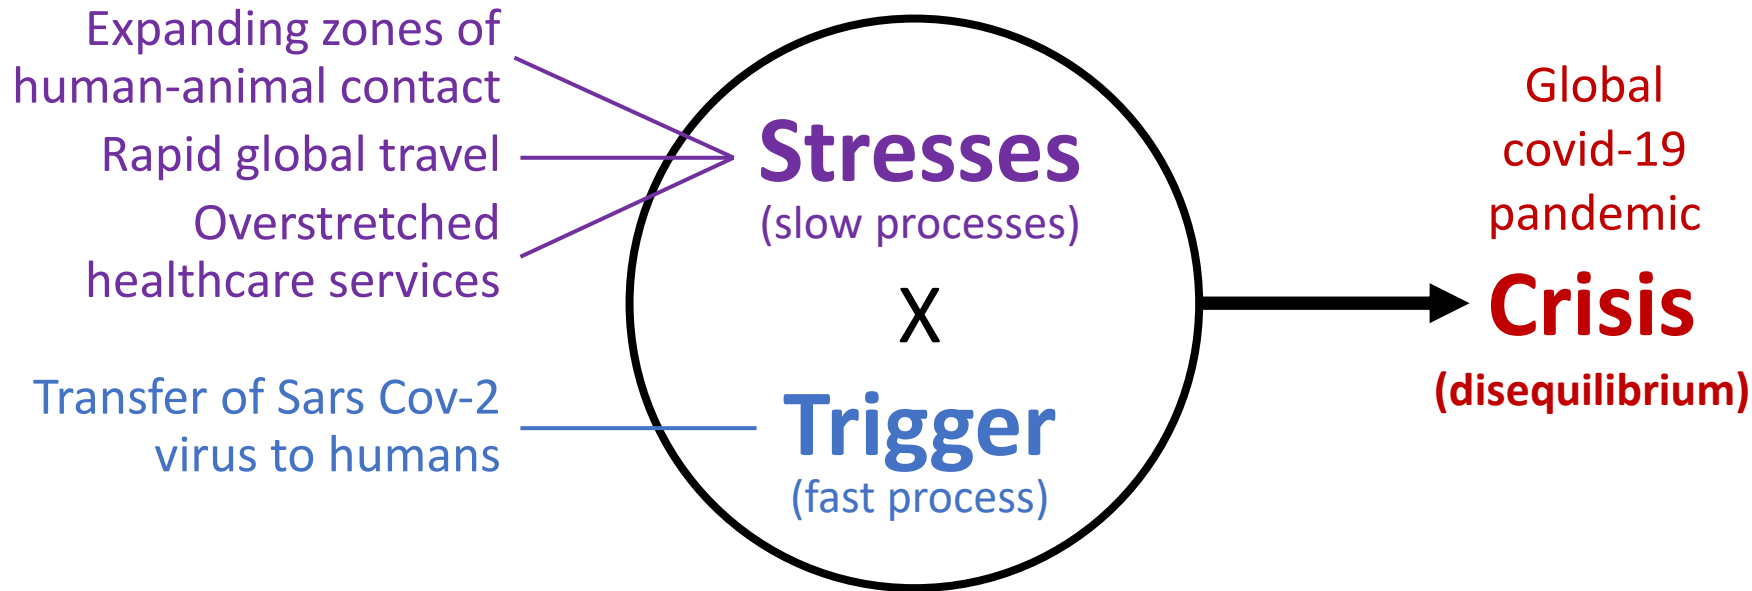 Expanding zones of
human-animal contact
Rapid global travel
Overstretched
healthcare services
Transfer of Sars Cov-2
virus to humans
Stresses
(slow processes)
X
Trigger
(fast process)
Global
covid-19
pandemic
Crisis
(disequilibrium)